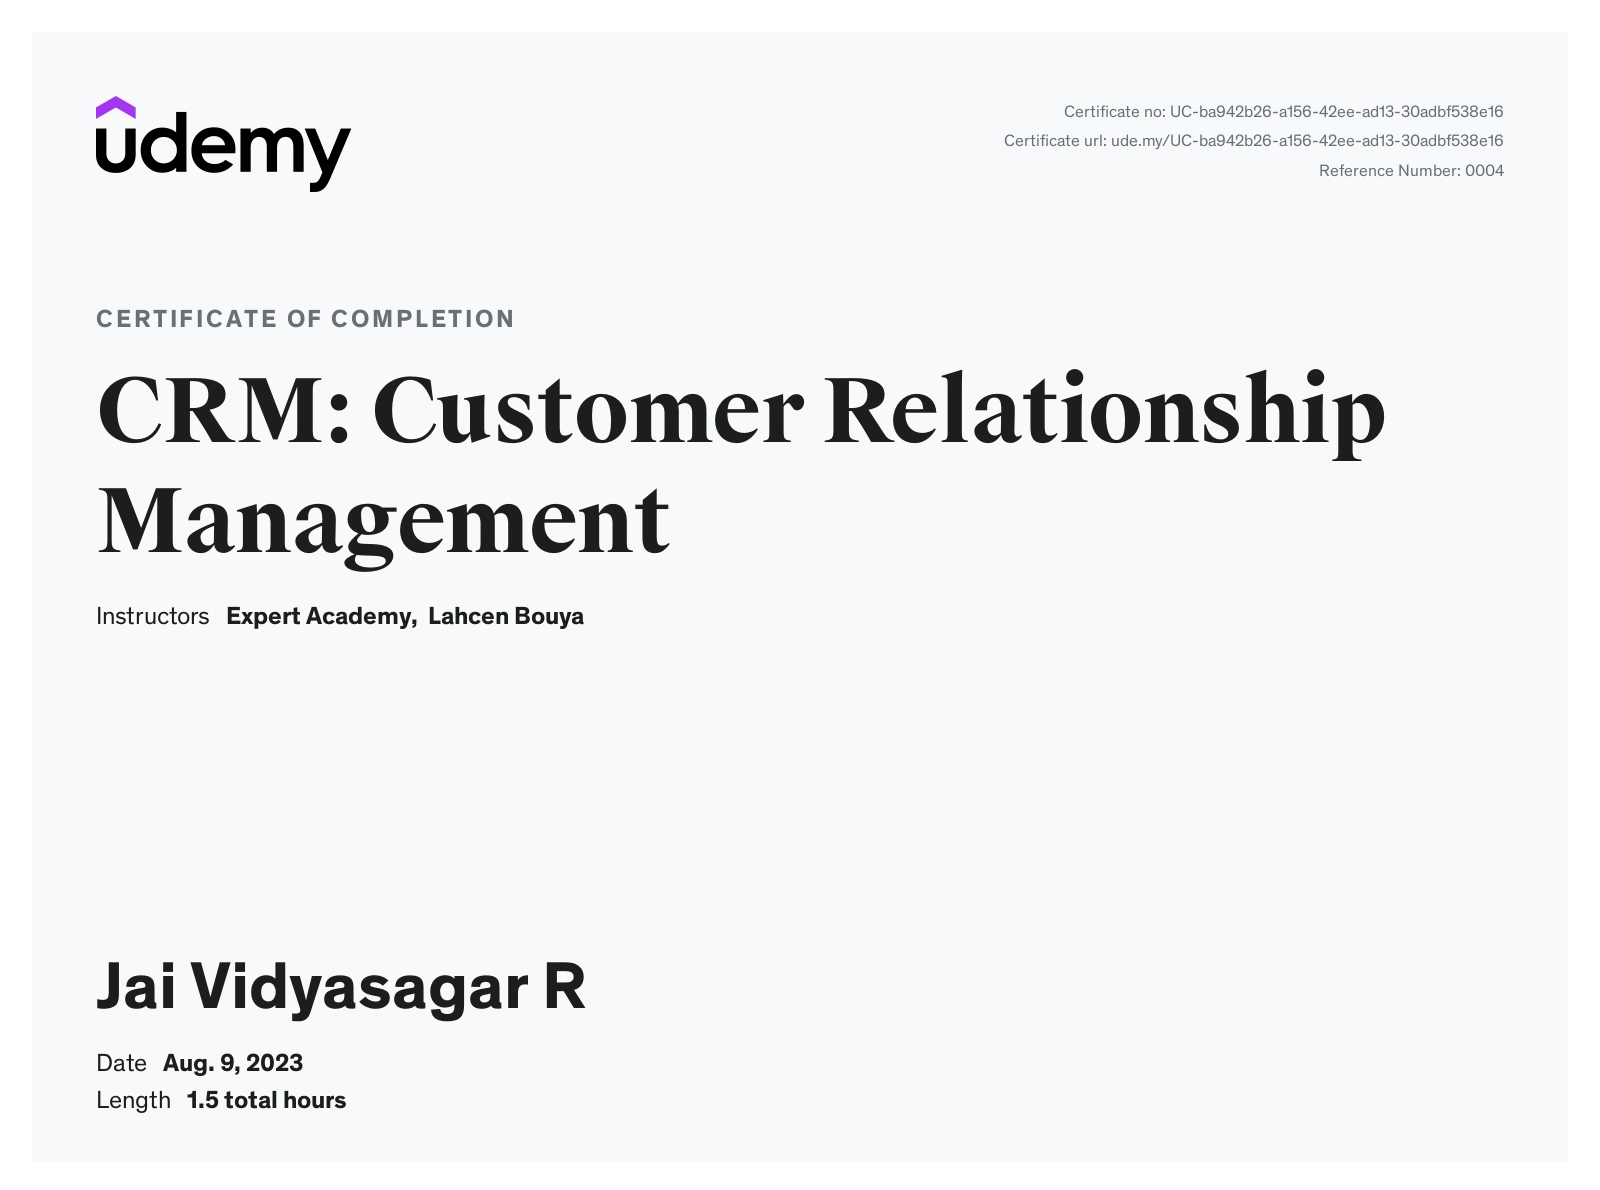 udemy
Certificate no: UC-ba942b26-a156-42ee-ad13-30adbf538e16
Certificate url: ude.my/UC-ba942b26-a156-42ee-ad13-30adbf538e16
Reference Number: 0004
CERTIFICATE OF COMPLETION
CRM: Customer Relationship
Management
Instructors Expert Academy, Lahcen Bouya
Jai Vidyasagar R
Date Aug. 9, 2023
Length 1.5 total hours